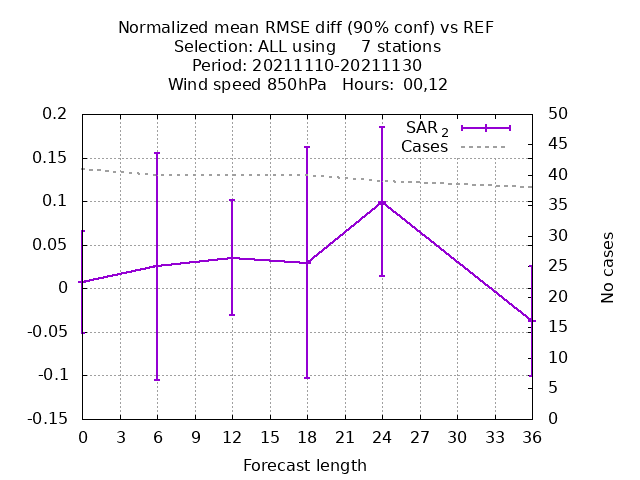 Normalized mean RMSE diff (90% conf) vs REF
Selection: ALL using     7 stations
Period: 20211110-20211130
Wind speed 850hPa   Hours:  00,12
SAR 2
Cases
0.2
0.15
0.1
0.05
0
-0.05
-0.1
-0.15
50
45
40
35
30
25
20
15
10
5
0
No cases
0 3 6 9 12 15 18 21 24 27 30 33 36
Forecast length